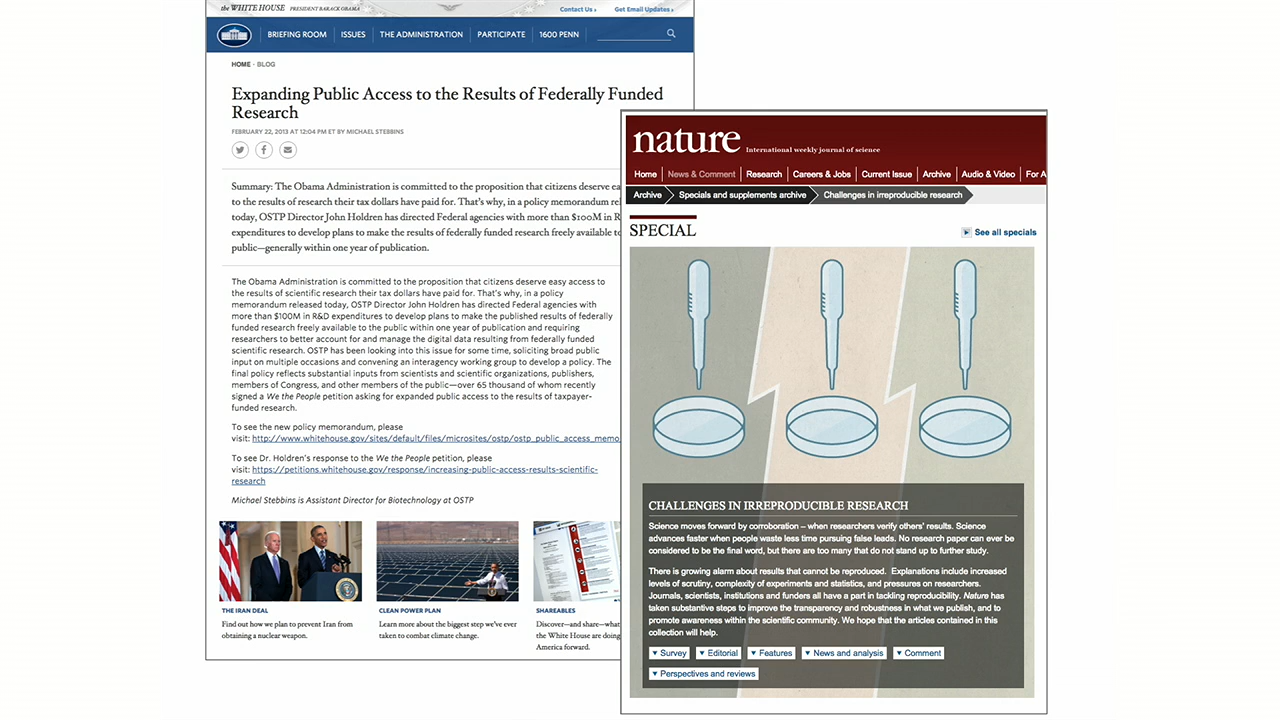 the WHITE HOUSE PRESIDENT BARACK OBAMA
Contact Us › Get Email Updates ›
BRIEFING ROOM ISSUES THE ADMINISTRATION PARTICIPATE 1600 PENN
HOME · BLOG
Expanding Public Access to the Results of Federally Funded
Research
FEBRUARY 22, 2013 AT 12:04 PM ET BY MICHAEL STEBBINS
Summary: The Obama Administration is committed to the proposition that citizens deserve ea
to the results of research their tax dollars have paid for. That's why, in a policy memorandum rel
today, OSTP Director John Holdren has directed Federal agencies with more than $100M in R
expenditures to develop plans to make the results of federally funded research freely available to
public—generally within one year of publication.
The Obama Administration is committed to the proposition that citizens deserve easy access to
the results of scientific research their tax dollars have paid for. That's why, in a policy
memorandum released today, OSTP Director John Holdren has directed Federal agencies with
more than $100M in R&D expenditures to develop plans to make the published results of federally
funded research freely available to the public within one year of publication and requiring
researchers to better account for and manage the digital data resulting from federally funded
scientific research. OSTP has been looking into this issue for some time, soliciting broad public
input on multiple occasions and convening an interagency working group to develop a policy. The
final policy reflects substantial inputs from scientists and scientific organizations, publishers,
members of Congress, and other members of the public—over 65 thousand of whom recently
signed a We the People petition asking for expanded public access to the results of taxpayer-
funded research.
To see the new policy memorandum, please
visit: http://www.whitehouse.gov/sites/default/files/microsites/ostp/ostp_public_access_memo_
To see Dr. Holdren's response to the We the People petition, please
visit: https://petitions.whitehouse.gov/response/increasing-public-access-results-scientific-
research
Michael Stebbins is Assistant Director for Biotechnology at OSTP
THE IRAN DEAL
Find out how we plan to prevent Iran from
obtaining a nuclear weapon.
CLEAN POWER PLAN
Learn more about the biggest step we've ever
taken to combat climate change.
SHAREABLES
Discover—and share—what
the White House are doing
America forward.
nature International weekly journal of science
Home News & Comment Research Careers & Jobs Current Issue Archive Audio & Video For A
Archive Specials and supplements archive Challenges in irreproducible research
SPECIAL
See all specials
CHALLENGES IN IRREPRODUCIBLE RESEARCH
Science moves forward by corroboration – when researchers verify others' results. Science
advances faster when people waste less time pursuing false leads. No research paper can ever be
considered to be the final word, but there are too many that do not stand up to further study.
There is growing alarm about results that cannot be reproduced. Explanations include increased
levels of scrutiny, complexity of experiments and statistics, and pressures on researchers.
Journals, scientists, institutions and funders all have a part in tackling reproducibility. Nature has
taken substantive steps to improve the transparency and robustness in what we publish, and to
promote awareness within the scientific community. We hope that the articles contained in this
collection will help.
Survey Editorial Features News and analysis Comment
Perspectives and reviews